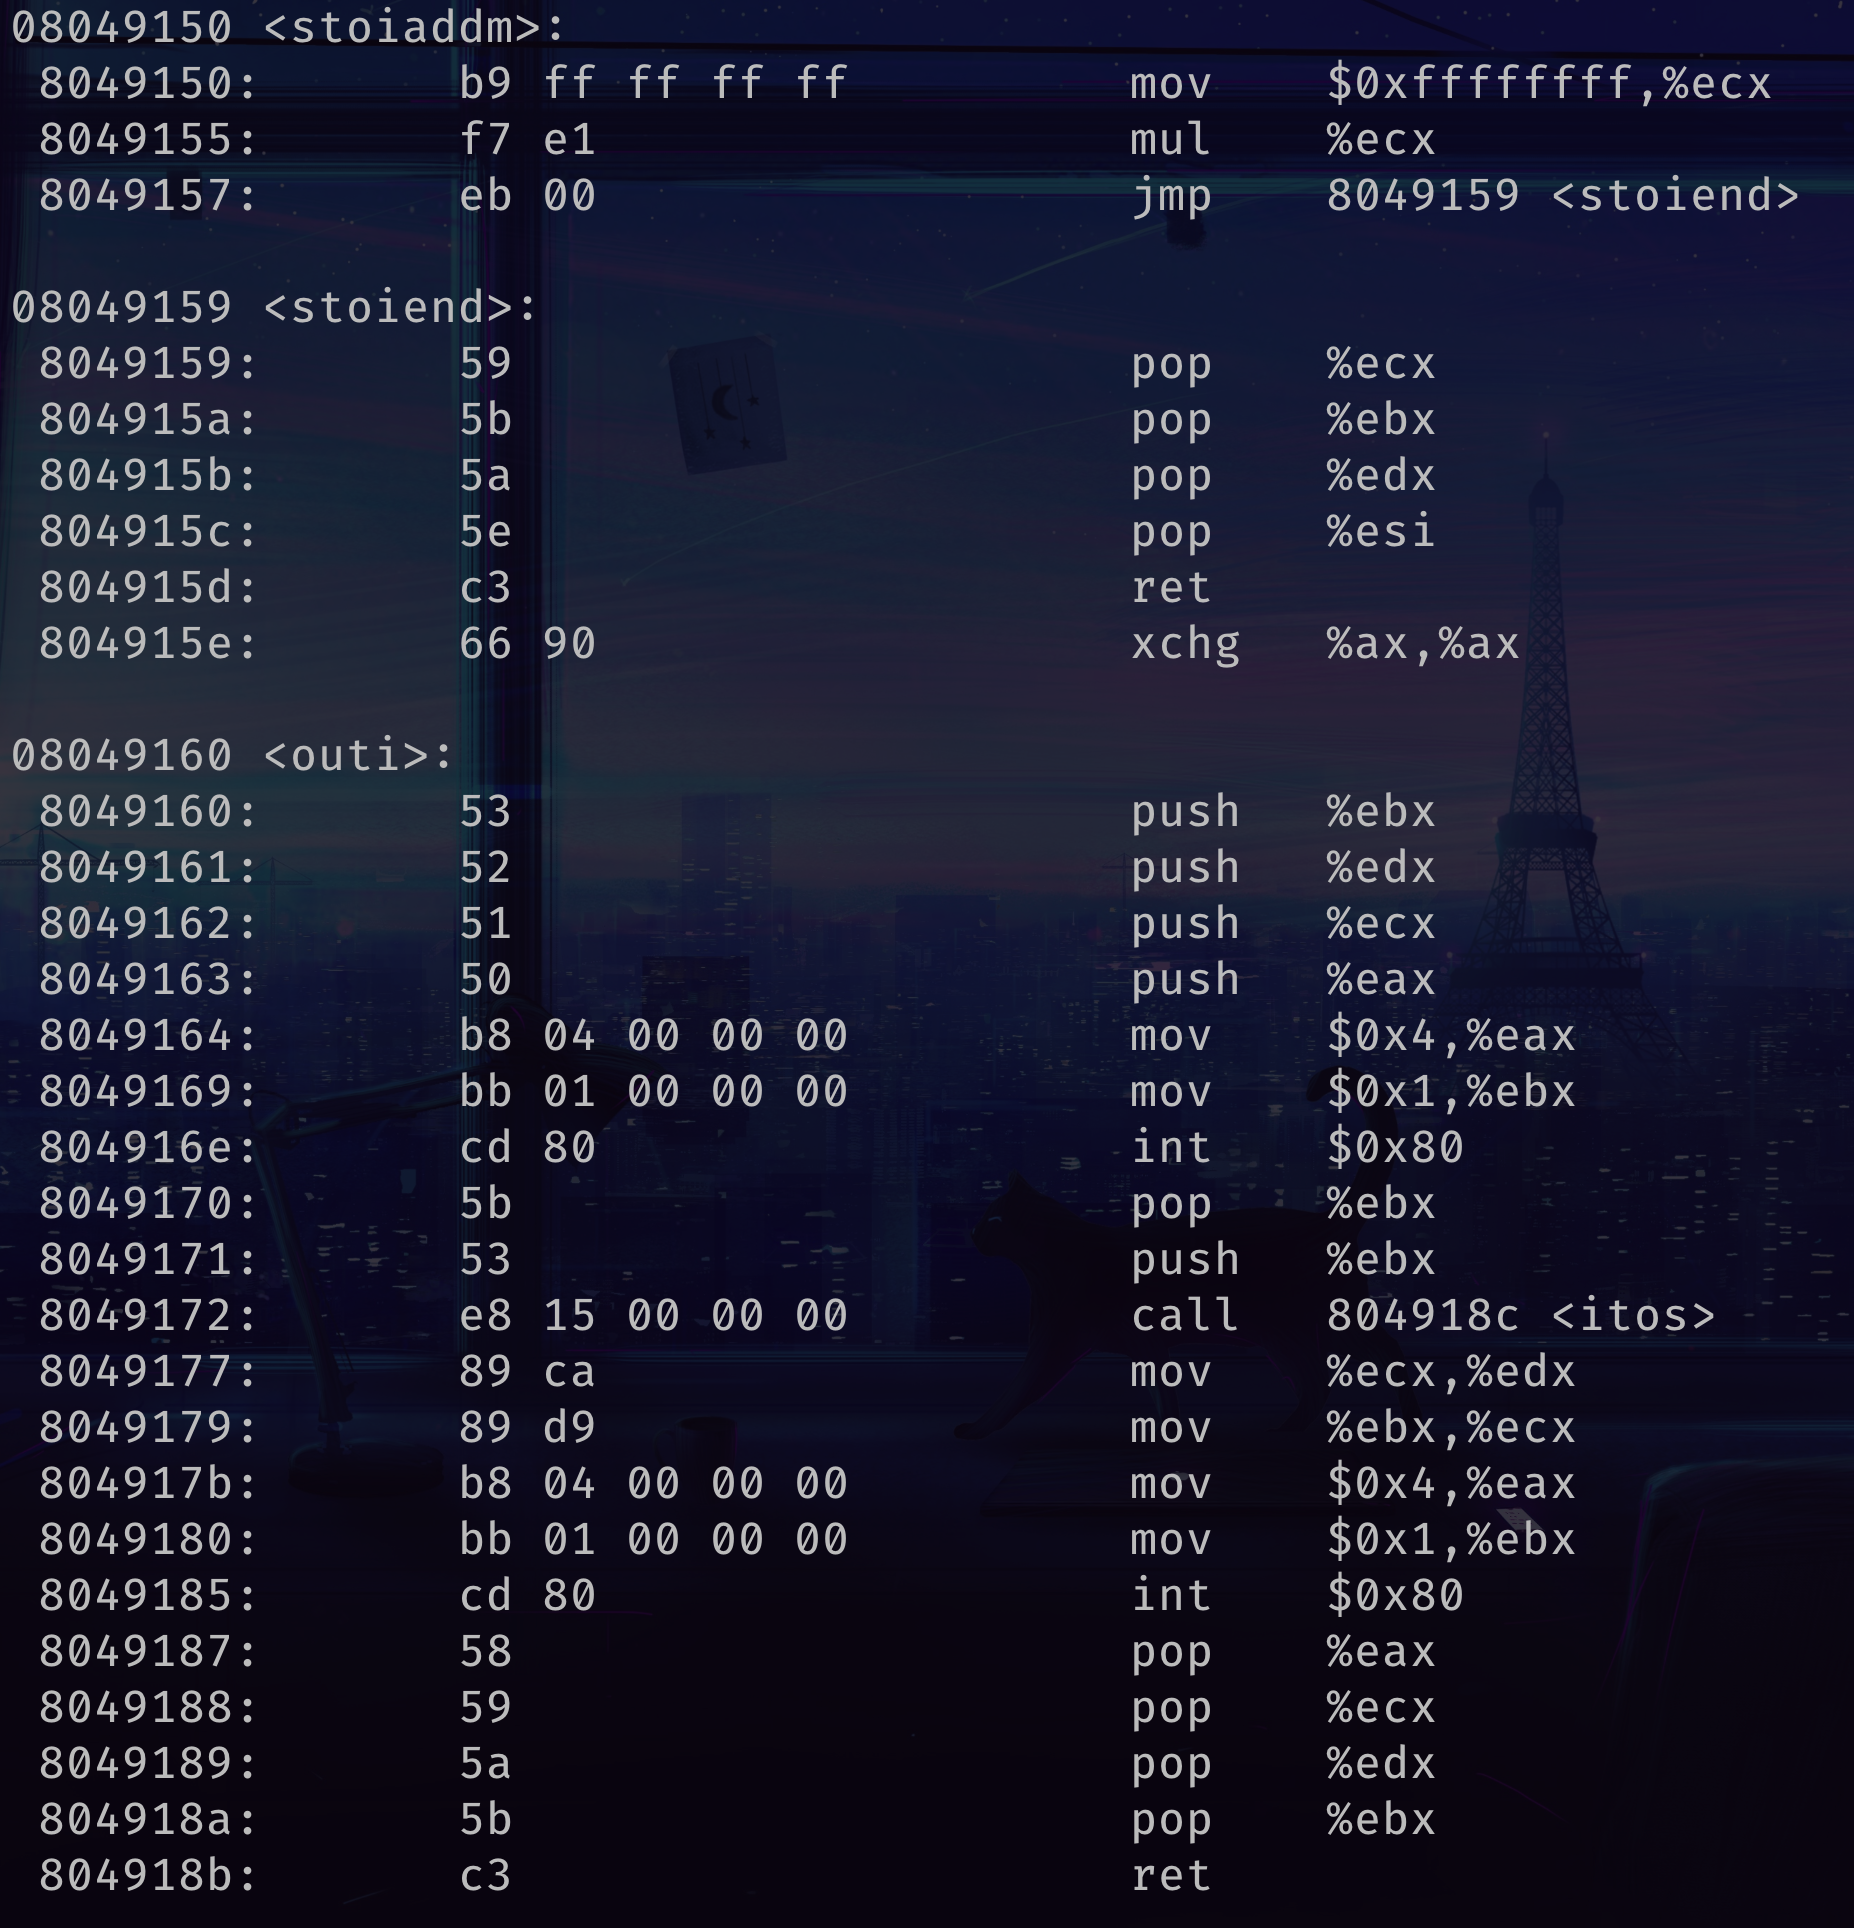 08049150 <stoiaddm>:
8049150: b9 ff ff ff ff mov $0xffffffff,%ecx
8049155: f7 e1 mul %ecx
8049157: eb 00 jmp 8049159 <stoiend>
08049159 <stoiend>:
8049159: 59 pop %ecx
804915a: 5b pop %ebx
804915b: 5a pop %edx
804915c: 5e pop %esi
804915d: c3 ret
804915e: 66 90 xchg %ax,%ax
08049160 <outi>:
8049160: 53 push %ebx
8049161: 52 push %edx
8049162: 51 push %ecx
8049163: 50 push %eax
8049164: b8 04 00 00 00 mov $0x4,%eax
8049169: bb 01 00 00 00 mov $0x1,%ebx
804916e: cd 80 int $0x80
8049170: 5b pop %ebx
8049171: 53 push %ebx
8049172: e8 15 00 00 00 call 804918c <itos>
8049177: 89 ca mov %ecx,%edx
8049179: 89 d9 mov %ebx,%ecx
804917b: b8 04 00 00 00 mov $0x4,%eax
8049180: bb 01 00 00 00 mov $0x1,%ebx
8049185: cd 80 int $0x80
8049187: 58 pop %eax
8049188: 59 pop %ecx
8049189: 5a pop %edx
804918a: 5b pop %ebx
804918b: c3 ret